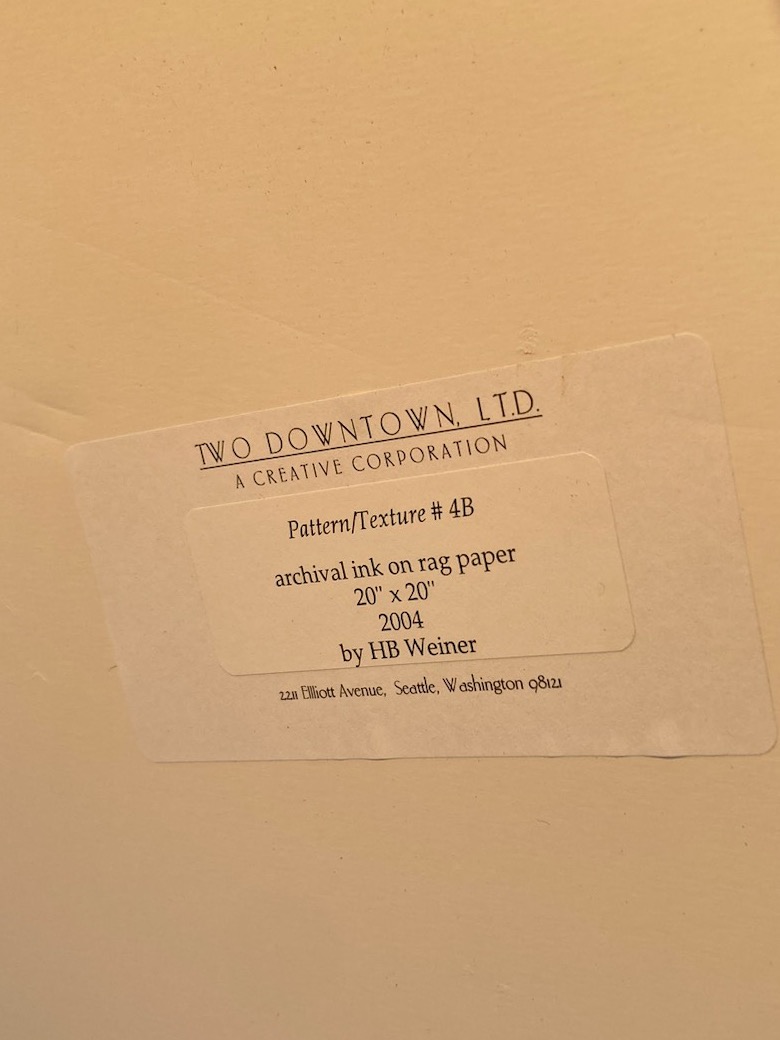 TWO DOWNTOWN, LTD.
A CREATIVE CORPORATION
Pattern/Texture # 4B
archival ink on rag paper
20" x 20"
2004
by HB Weiner
2211 Elliott Avenue, Seattle, Washington 98121